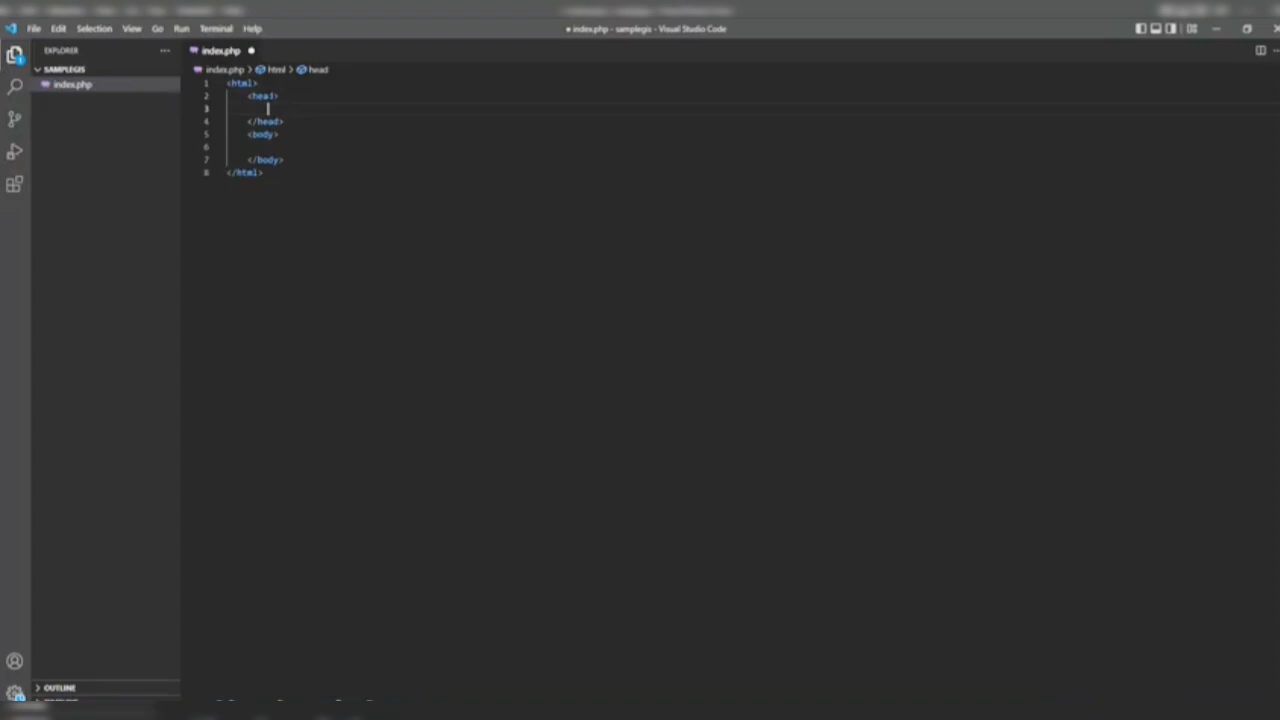 File Edit Selection View Go Run Terminal Help
● index.php - samplegis - Visual Studio Code
EXPLORER ···
index.php ●
SAMPLEGIS
index.php > html > head
index.php
1 <html>
2 <head>
3
4 </head>
5 <body>
6
7 </body>
8 </html>
OUTLINE